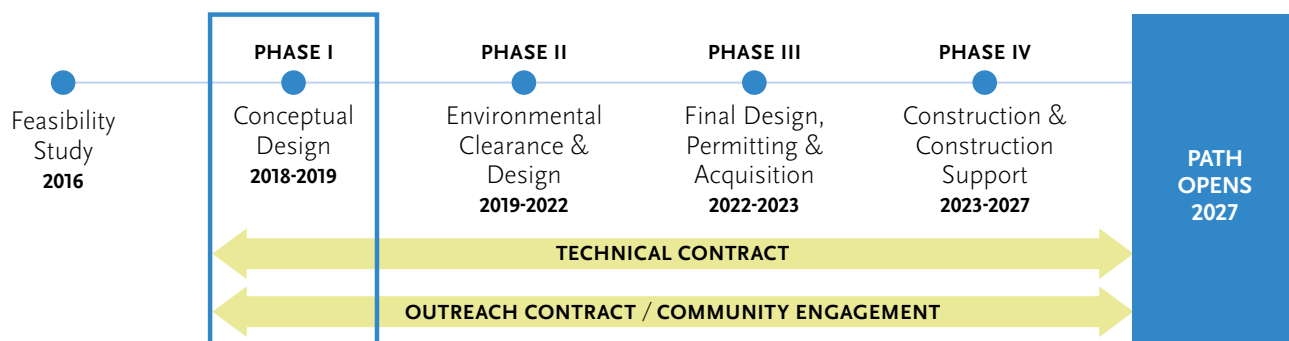 Feasibility
Study
2016
PHASE I
Conceptual
Design
2018-2019
PHASE II
Environmental
Clearance &
Design
2019-2022
PHASE III
Final Design,
Permitting &
Acquisition
2022-2023
PHASE IV
Construction &
Construction
Support
2023-2027
PATH
OPENS
2027
TECHNICAL CONTRACT
OUTREACH CONTRACT / COMMUNITY ENGAGEMENT